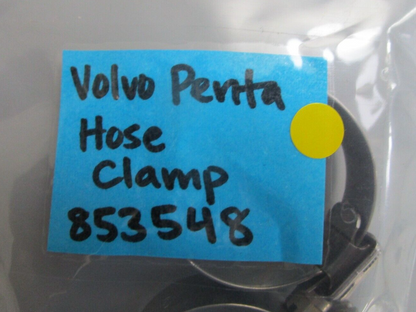 Volvo Penta
Hose
Clamp
853548